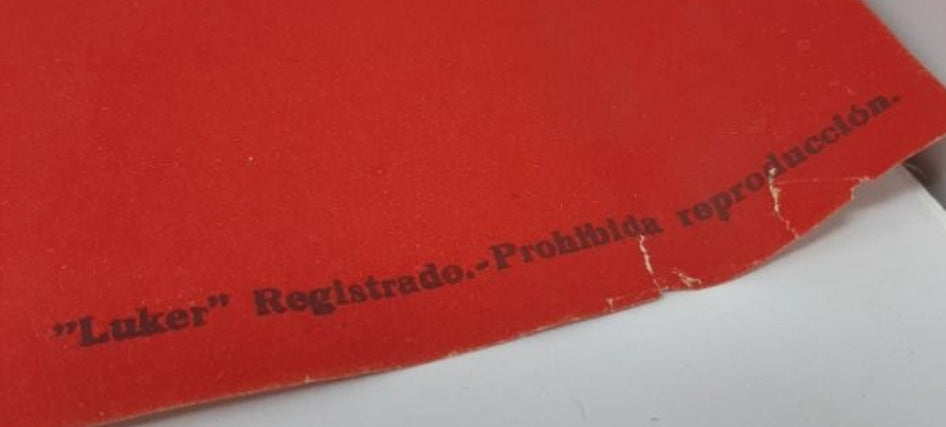 ”Luker” Registrado.-Prohibida reproducción.